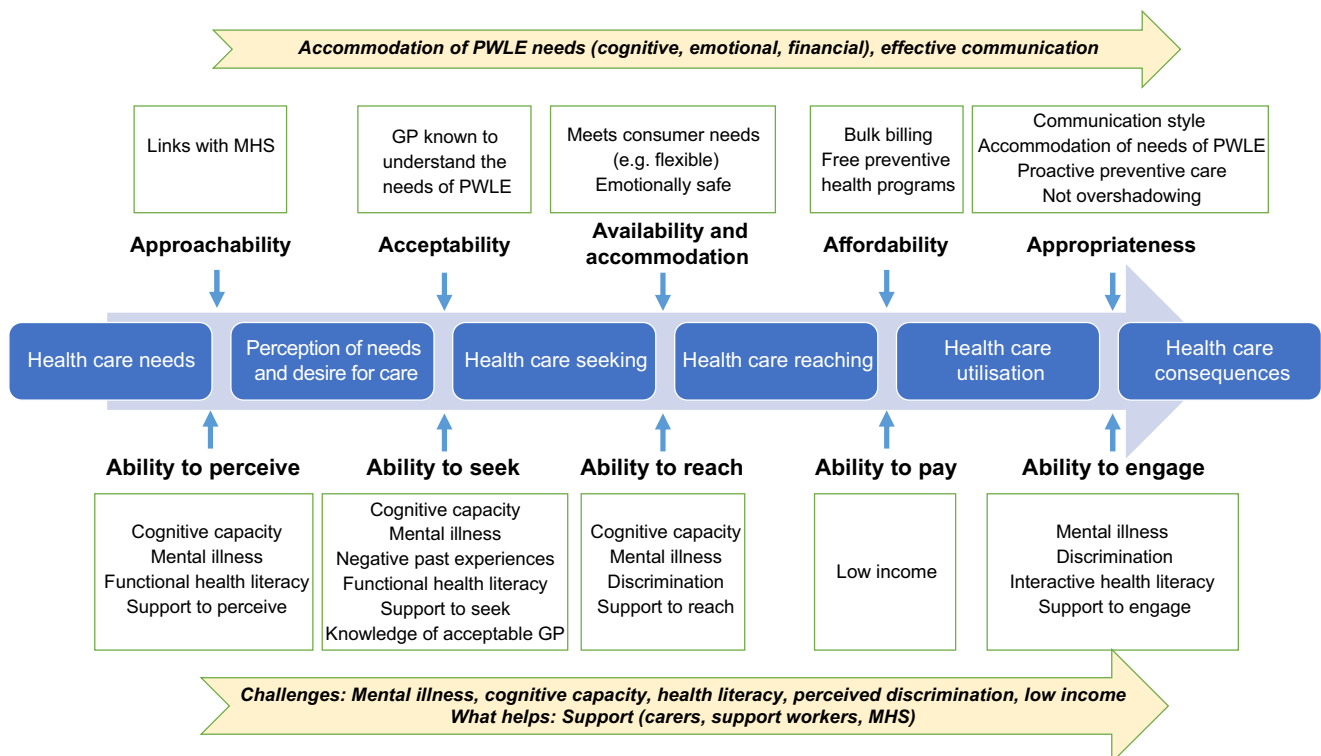 Accommodation of PWLE needs (cognitive, emotional, financial), effective communication
Links with MHS
GP known to
understand the
needs of PWLE
Meets consumer needs
(e.g. flexible)
Emotionally safe
Bulk billing
Free preventive
health programs
Communication style
Accommodation of needs of PWLE
Proactive preventive care
Not overshadowing
Approachability
Acceptability
Availability and
accommodation
Affordability
Appropriateness
Health care needs
Perception of needs
and desire for care
Health care seeking
Health care reaching
Health care
utilisation
Health care
consequences
Ability to perceive
Ability to seek
Ability to reach
Ability to pay
Ability to engage
Cognitive capacity
Mental illness
Functional health literacy
Support to perceive
Cognitive capacity
Mental illness
Negative past experiences
Functional health literacy
Support to seek
Knowledge of acceptable GP
Cognitive capacity
Mental illness
Discrimination
Support to reach
Low income
Mental illness
Discrimination
Interactive health literacy
Support to engage
Challenges: Mental illness, cognitive capacity, health literacy, perceived discrimination, low income
What helps: Support (carers, support workers, MHS)